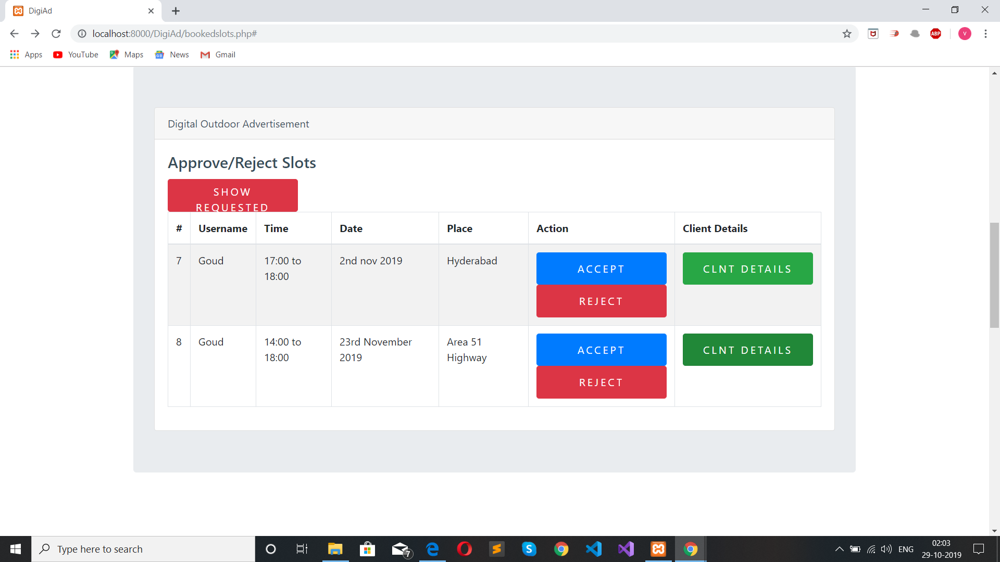 DigiAd
localhost:8000/DigiAd/bookedslots.php#
ABP
V
Apps YouTube Maps News Gmail
Digital Outdoor Advertisement
Approve/Reject Slots
SHOW
REQUESTED
# Username Time Date Place Action Client Details
7 Goud 17:00 to 2nd nov 2019 Hyderabad ACCEPT CLNT DETAILS
18:00
REJECT
8 Goud 14:00 to 23rd November Area 51 ACCEPT CLNT DETAILS
18:00 2019 Highway
REJECT
Type here to search
7
S
ENG
02:03
29-10-2019